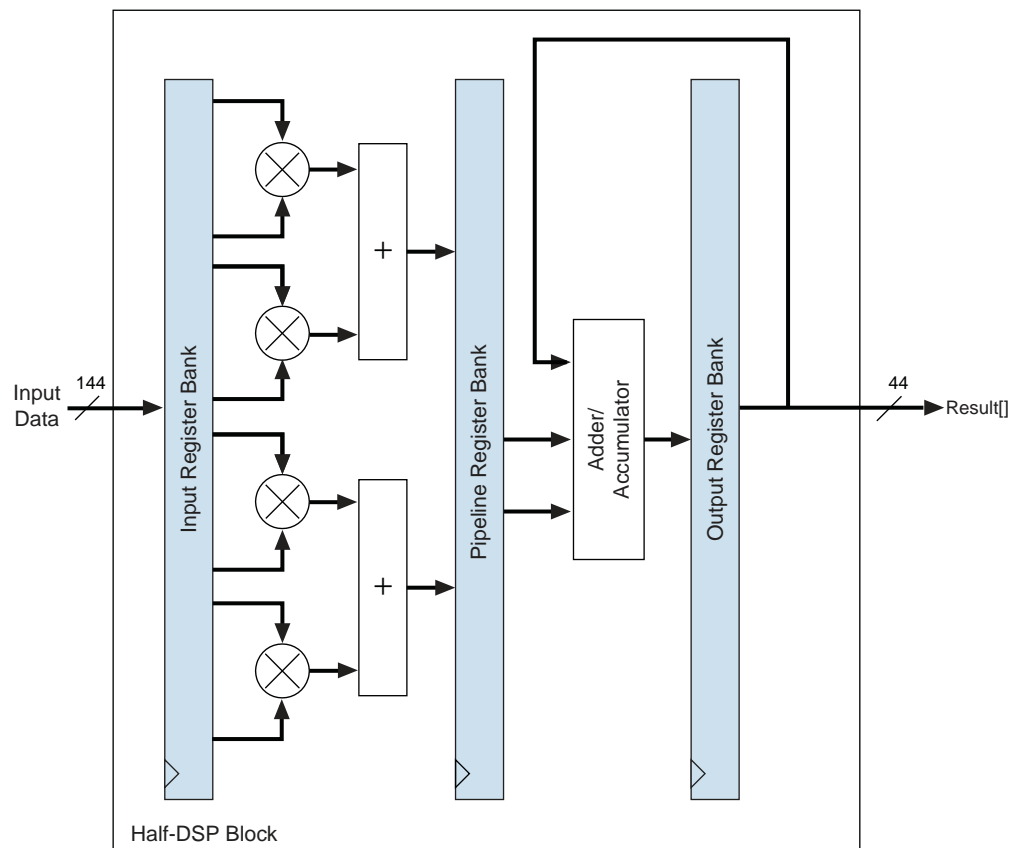 144
Input
Data
Input Register Bank
+
+
Pipeline Register Bank
Adder/
Accumulator
Output Register Bank
44
Result[]
Half-DSP Block